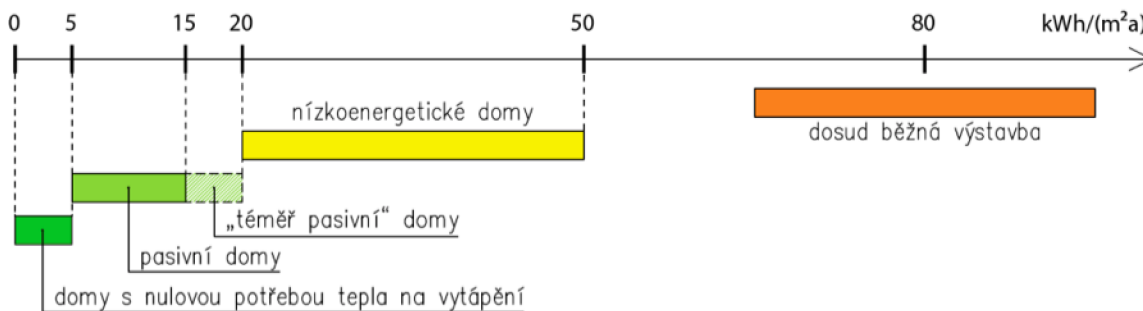 0 5 15 20 50 80 kWh/(m²a)
nízkoenergetické domy
dosud běžná výstavba
„téměř pasivní“ domy
pasivní domy
domy s nulovou potřebou tepla na vytápění